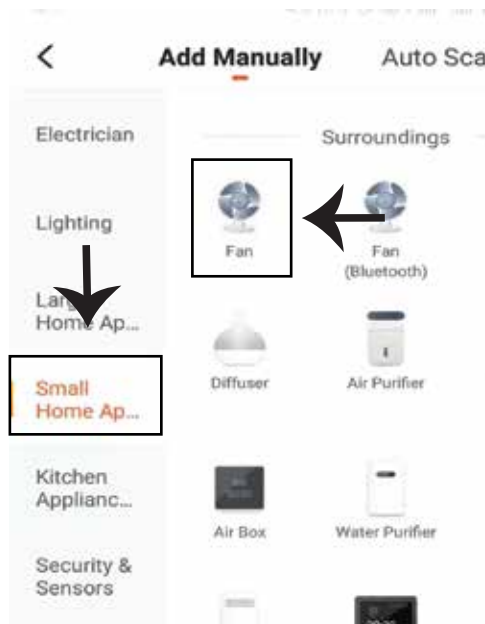 Add Manually
Auto Sca
Electrician
Lighting
Home Ap...
Small
Home Ap...
Kitchen
Applianc...
Security &
Sensors
Surroundings
Fan
Fan
(Bluetooth)
Diffuser
Air Purifier
Air Box
Water Purifier